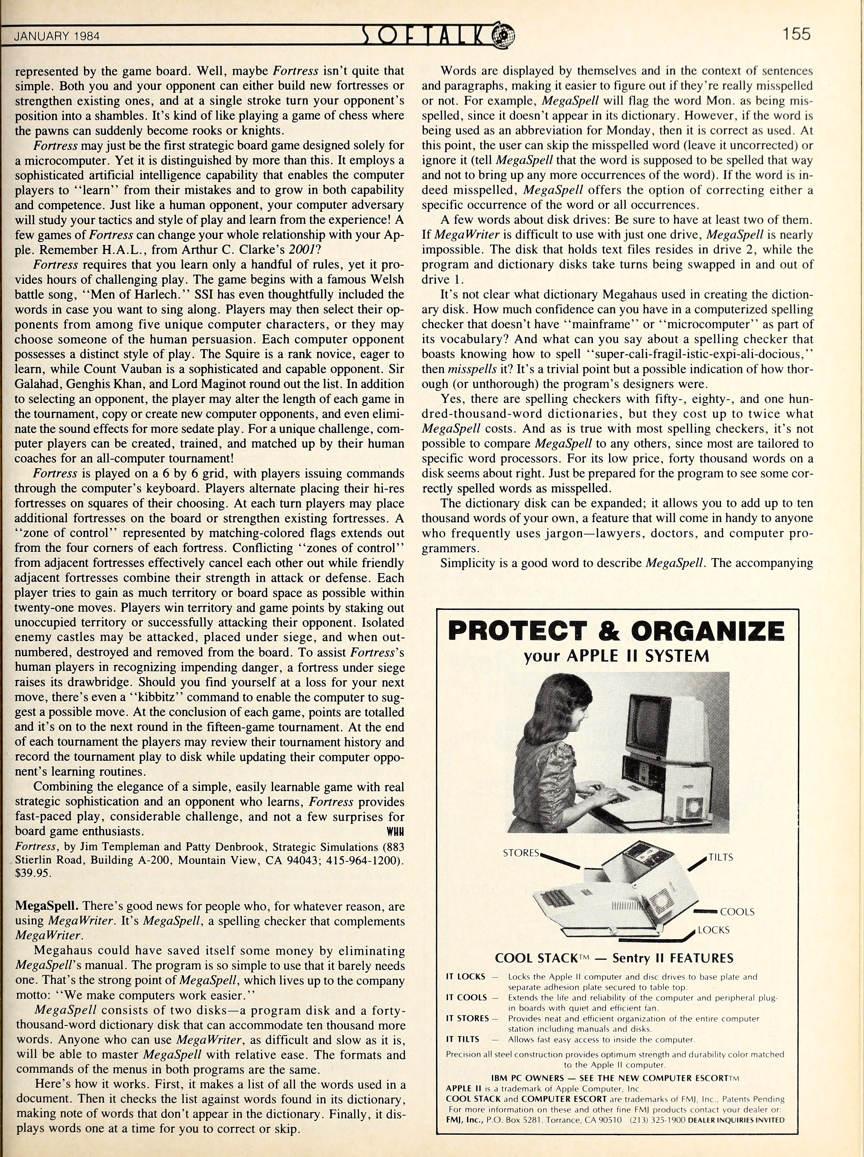 JANUARY 1984
SOFTALK
155
represented by the game board. Well, maybe Fortress isn't quite that
simple. Both you and your opponent can either build new fortresses or
strengthen existing ones, and at a single stroke turn your opponent's
position into a shambles. It's kind of like playing a game of chess where
the pawns can suddenly become rooks or knights.
Fortress may just be the first strategic board game designed solely for
a microcomputer. Yet it is distinguished by more than this. It employs a
sophisticated artificial intelligence capability that enables the computer
players to "learn" from their mistakes and to grow in both capability
and competence. Just like a human opponent, your computer adversary
will study your tactics and style of play and learn from the experience! A
few games of Fortress can change your whole relationship with your Ap-
ple. Remember H.A.L., from Arthur C. Clarke's 2001?
Fortress requires that you learn only a handful of rules, yet it pro-
vides hours of challenging play. The game begins with a famous Welsh
battle song, "Men of Harlech." SSI has even thoughtfully included the
words in case you want to sing along. Players may then select their op-
ponents from among five unique computer characters, or they may
choose someone of the human persuasion. Each computer opponent
possesses a distinct style of play. The Squire is a rank novice, eager to
learn, while Count Vauban is a sophisticated and capable opponent. Sir
Galahad, Genghis Khan, and Lord Maginot round out the list. In addition
to selecting an opponent, the player may alter the length of each game in
the tournament, copy or create new computer opponents, and even elimi-
nate the sound effects for more sedate play. For a unique challenge, com-
puter players can be created, trained, and matched up by their human
coaches for an all-computer tournament!
Fortress is played on a 6 by 6 grid, with players issuing commands
through the computer's keyboard. Players alternate placing their hi-res
fortresses on squares of their choosing. At each turn players may place
additional fortresses on the board or strengthen existing fortresses. A
"zone of control" represented by matching-colored flags extends out
from the four corners of each fortress. Conflicting "zones of control"
from adjacent fortresses effectively cancel each other out while friendly
adjacent fortresses combine their strength in attack or defense. Each
player tries to gain as much territory or board space as possible within
twenty-one moves. Players win territory and game points by staking out
unoccupied territory or successfully attacking their opponent. Isolated
enemy castles may be attacked, placed under siege, and when out-
numbered, destroyed and removed from the board. To assist Fortress's
human players in recognizing impending danger, a fortress under siege
raises its drawbridge. Should you find yourself at a loss for your next
move, there's even a "kibbitz" command to enable the computer to sug-
gest a possible move. At the conclusion of each game, points are totalled
and it's on to the next round in the fifteen-game tournament. At the end
of each tournament the players may review their tournament history and
record the tournament play to disk while updating their computer oppo-
nent's learning routines.
Combining the elegance of a simple, easily learnable game with real
strategic sophistication and an opponent who learns, Fortress provides
fast-paced play, considerable challenge, and not a few surprises for
board game enthusiasts. WHH
Fortress, by Jim Templeman and Patty Denbrook, Strategic Simulations (883
Stierlin Road, Building A-200, Mountain View, CA 94043; 415-964-1200).
$39.95.
MegaSpell. There's good news for people who, for whatever reason, are
using MegaWriter. It's MegaSpell, a spelling checker that complements
MegaWriter.
Megahaus could have saved itself some money by eliminating
MegaSpell's manual. The program is so simple to use that it barely needs
one. That's the strong point of MegaSpell, which lives up to the company
motto: "We make computers work easier."
MegaSpell consists of two disks—a program disk and a forty-
thousand-word dictionary disk that can accommodate ten thousand more
words. Anyone who can use MegaWriter, as difficult and slow as it is,
will be able to master MegaSpell with relative ease. The formats and
commands of the menus in both programs are the same.
Here's how it works. First, it makes a list of all the words used in a
document. Then it checks the list against words found in its dictionary,
making note of words that don't appear in the dictionary. Finally, it dis-
plays words one at a time for you to correct or skip.
Words are displayed by themselves and in the context of sentences
and paragraphs, making it easier to figure out if they're really misspelled
or not. For example, MegaSpell will flag the word Mon. as being mis-
spelled, since it doesn't appear in its dictionary. However, if the word is
being used as an abbreviation for Monday, then it is correct as used. At
this point, the user can skip the misspelled word (leave it uncorrected) or
ignore it (tell MegaSpell that the word is supposed to be spelled that way
and not to bring up any more occurrences of the word). If the word is in-
deed misspelled, MegaSpell offers the option of correcting either a
specific occurrence of the word or all occurrences.
A few words about disk drives: Be sure to have at least two of them.
If MegaWriter is difficult to use with just one drive, MegaSpell is nearly
impossible. The disk that holds text files resides in drive 2, while the
program and dictionary disks take turns being swapped in and out of
drive 1.
It's not clear what dictionary Megahaus used in creating the diction-
ary disk. How much confidence can you have in a computerized spelling
checker that doesn't have "mainframe" or "microcomputer" as part of
its vocabulary? And what can you say about a spelling checker that
boasts knowing how to spell "super-cali-fragil-istic-expi-ali-docious,"
then misspells it? It's a trivial point but a possible indication of how thor-
ough (or unthorough) the program's designers were.
Yes, there are spelling checkers with fifty-, eighty-, and one hun-
dred-thousand-word dictionaries, but they cost up to twice what
MegaSpell costs. And as is true with most spelling checkers, it's not
possible to compare MegaSpell to any others, since most are tailored to
specific word processors. For its low price, forty thousand words on a
disk seems about right. Just be prepared for the program to see some cor-
rectly spelled words as misspelled.
The dictionary disk can be expanded; it allows you to add up to ten
thousand words of your own, a feature that will come in handy to anyone
who frequently uses jargon—lawyers, doctors, and computer pro-
grammers.
Simplicity is a good word to describe MegaSpell. The accompanying
PROTECT & ORGANIZE
your APPLE II SYSTEM
STORES
TILTS
COOLS
LOCKS
COOL STACK™ — Sentry II FEATURES
IT LOCKS — Locks the Apple II computer and disc drives to base plate and
separate adhesion plate secured to table top.
IT COOLS — Extends the life and reliability of the computer and peripheral plug-
in boards with quiet and efficient fan.
IT STORES — Provides neat and efficient organization of the entire computer
station including manuals and disks.
IT TILTS — Allows fast easy access to inside the computer.
Precision all steel construction provides optimum strength and durability color matched
to the Apple II computer.
IBM PC OWNERS — SEE THE NEW COMPUTER ESCORT™
APPLE II is a trademark of Apple Computer, Inc.
COOL STACK and COMPUTER ESCORT are trademarks of FMJ, Inc., Patents Pending
For more information on these and other fine FMJ products contact your dealer or:
FMJ, Inc., P.O. Box 5281, Torrance, CA 90510 (213) 325-1900 DEALER INQUIRIES INVITED